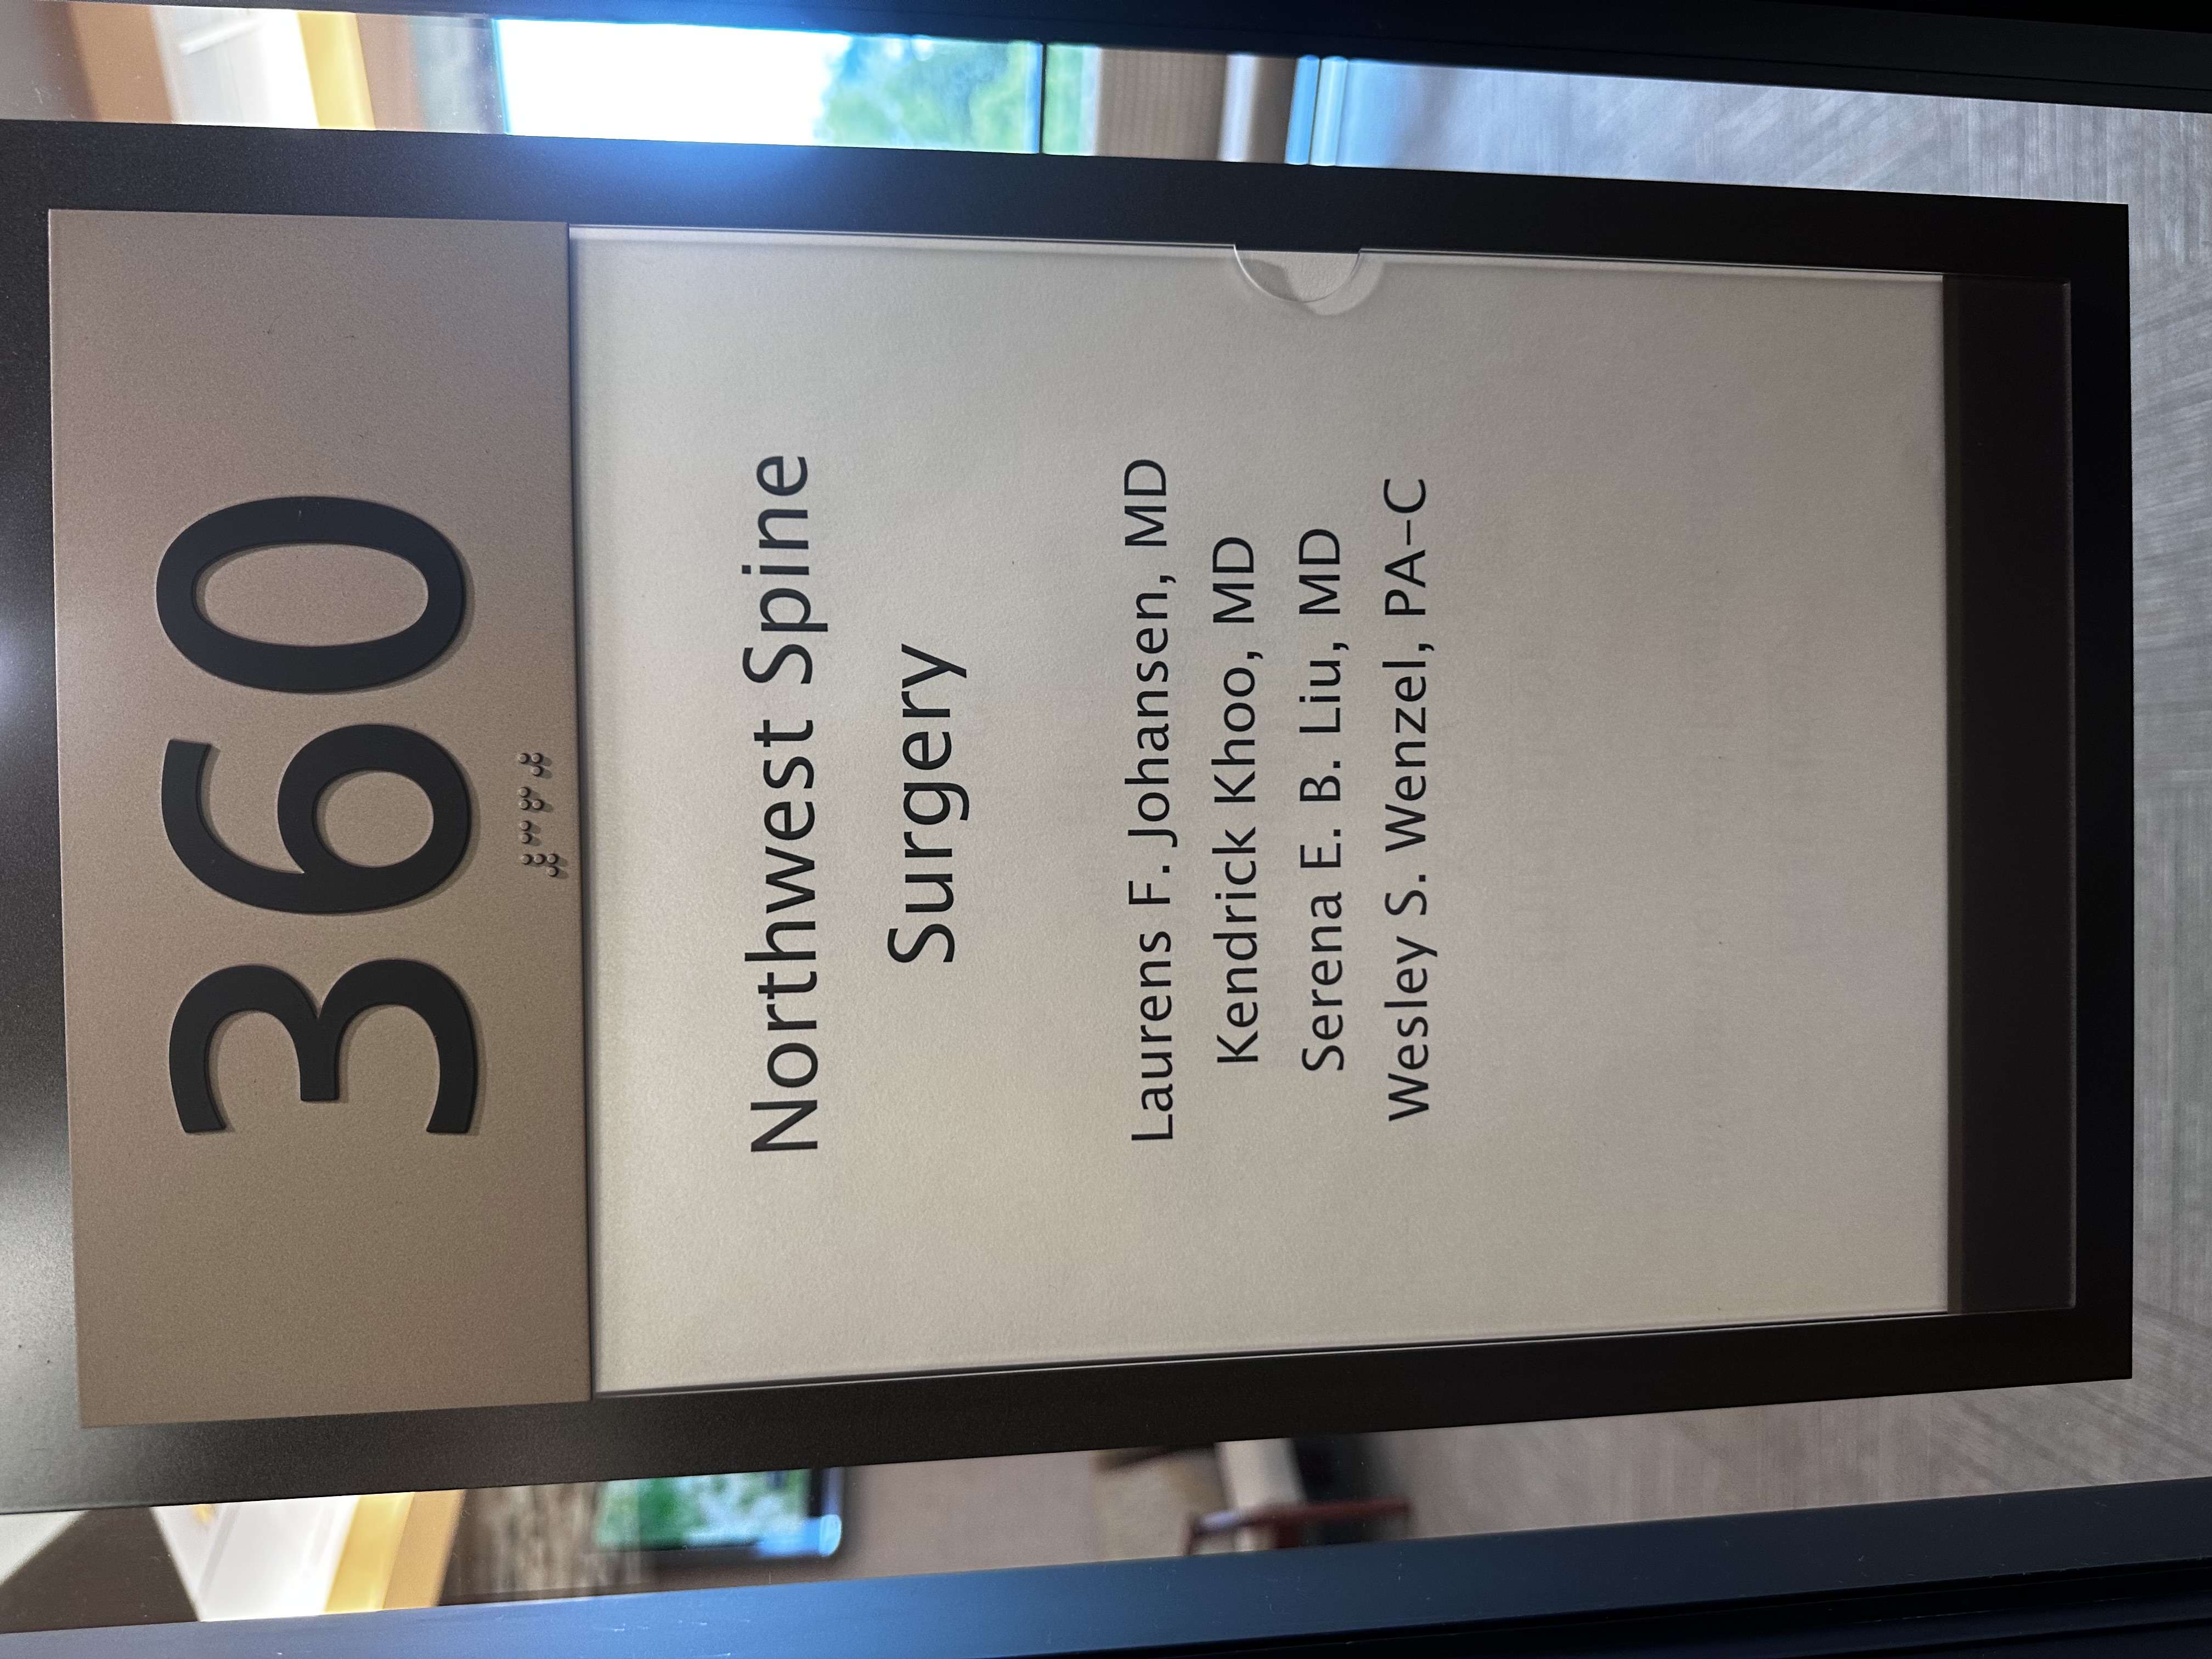 360
⠼⠉⠋⠚
Northwest Spine
Surgery
Laurens F. Johansen, MD
Kendrick Khoo, MD
Serena E. B. Liu, MD
Wesley S. Wenzel, PA-C